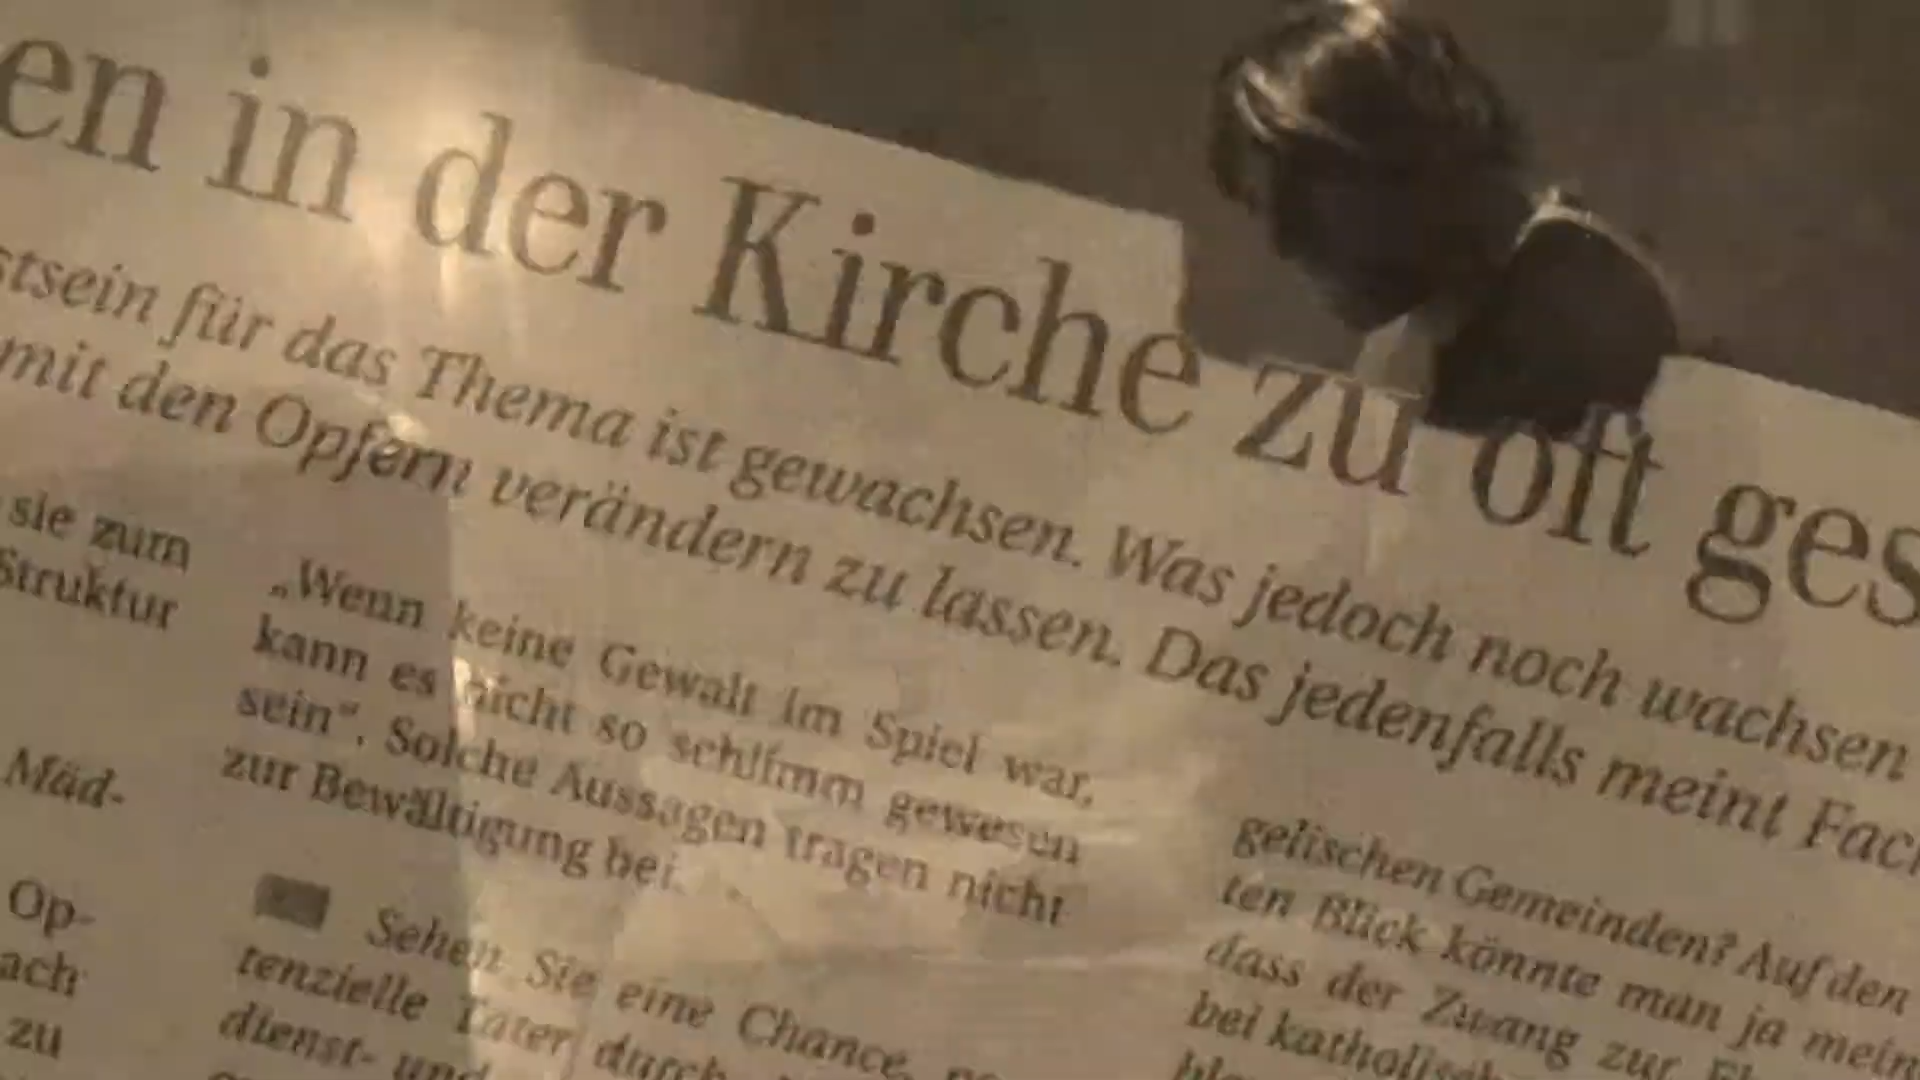 en in der Kirche zu oft ges
stsein für das Thema ist gewachsen. Was jedoch noch wachsen
mit den Opfern verändern zu lassen. Das jedenfalls meint Fac
sie zum
Struktur
Mäd-
Op-
ach
zu
„Wenn keine Gewalt im Spiel war,
kann es nicht so schlimm gewesen
sein“. Solche Aussagen tragen nicht
zur Bewältigung bei.
Sehen Sie eine Chance,
tenzielle Täter durch
dienst- und
gelischen Gemeinden? Auf den
ten Blick könnte man ja mein
dass der Zwang zur
bei katholisch